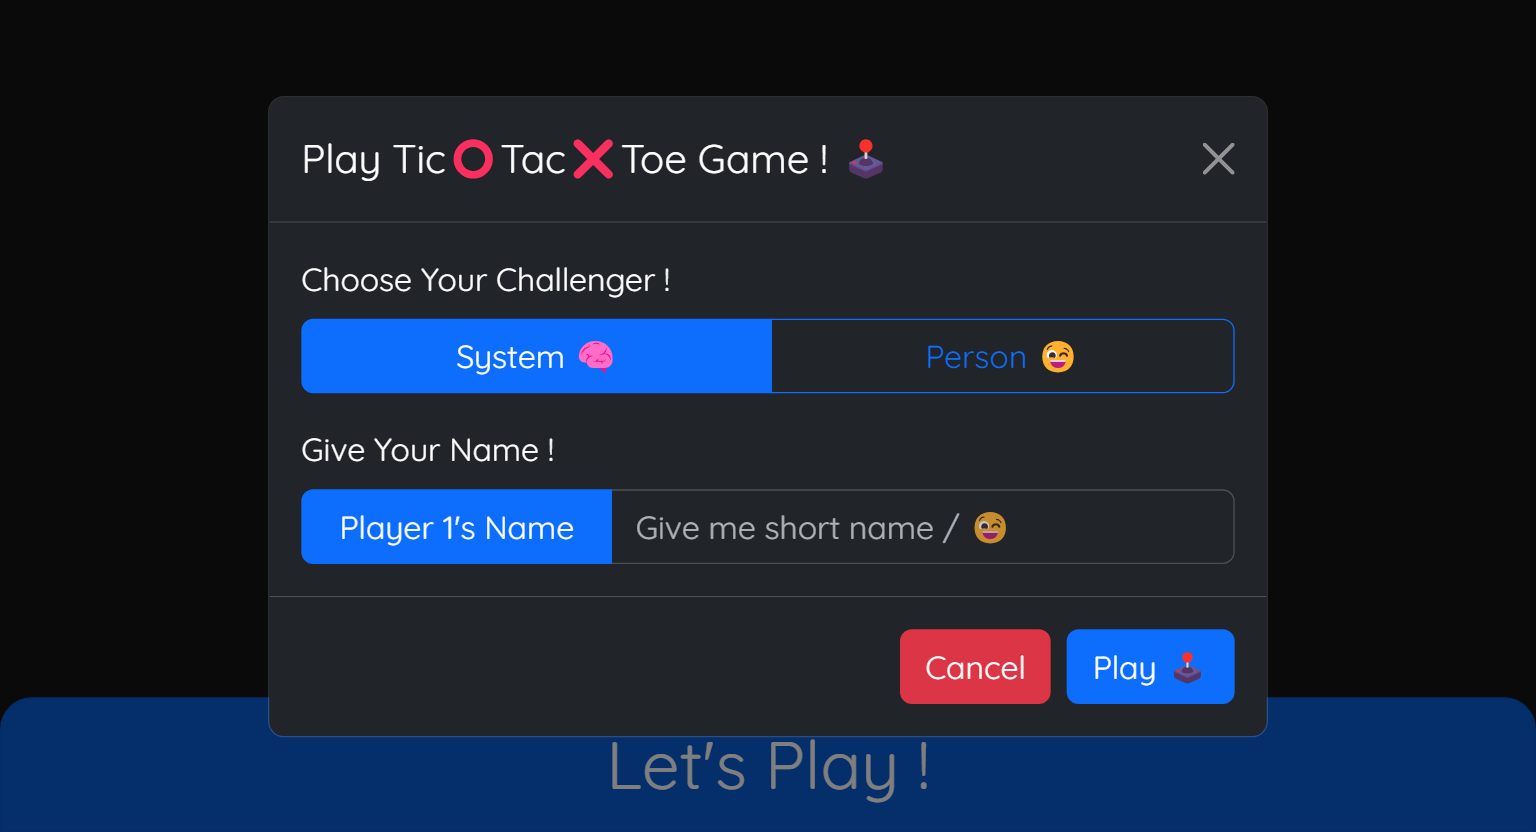 Play Tic⭕Tac❌Toe Game ! 🕹️
Choose Your Challenger !
System 🧠
Person 😄
Give Your Name !
Player 1's Name
Give me short name / 😄
Cancel
Play 🕹️
Let's Play !